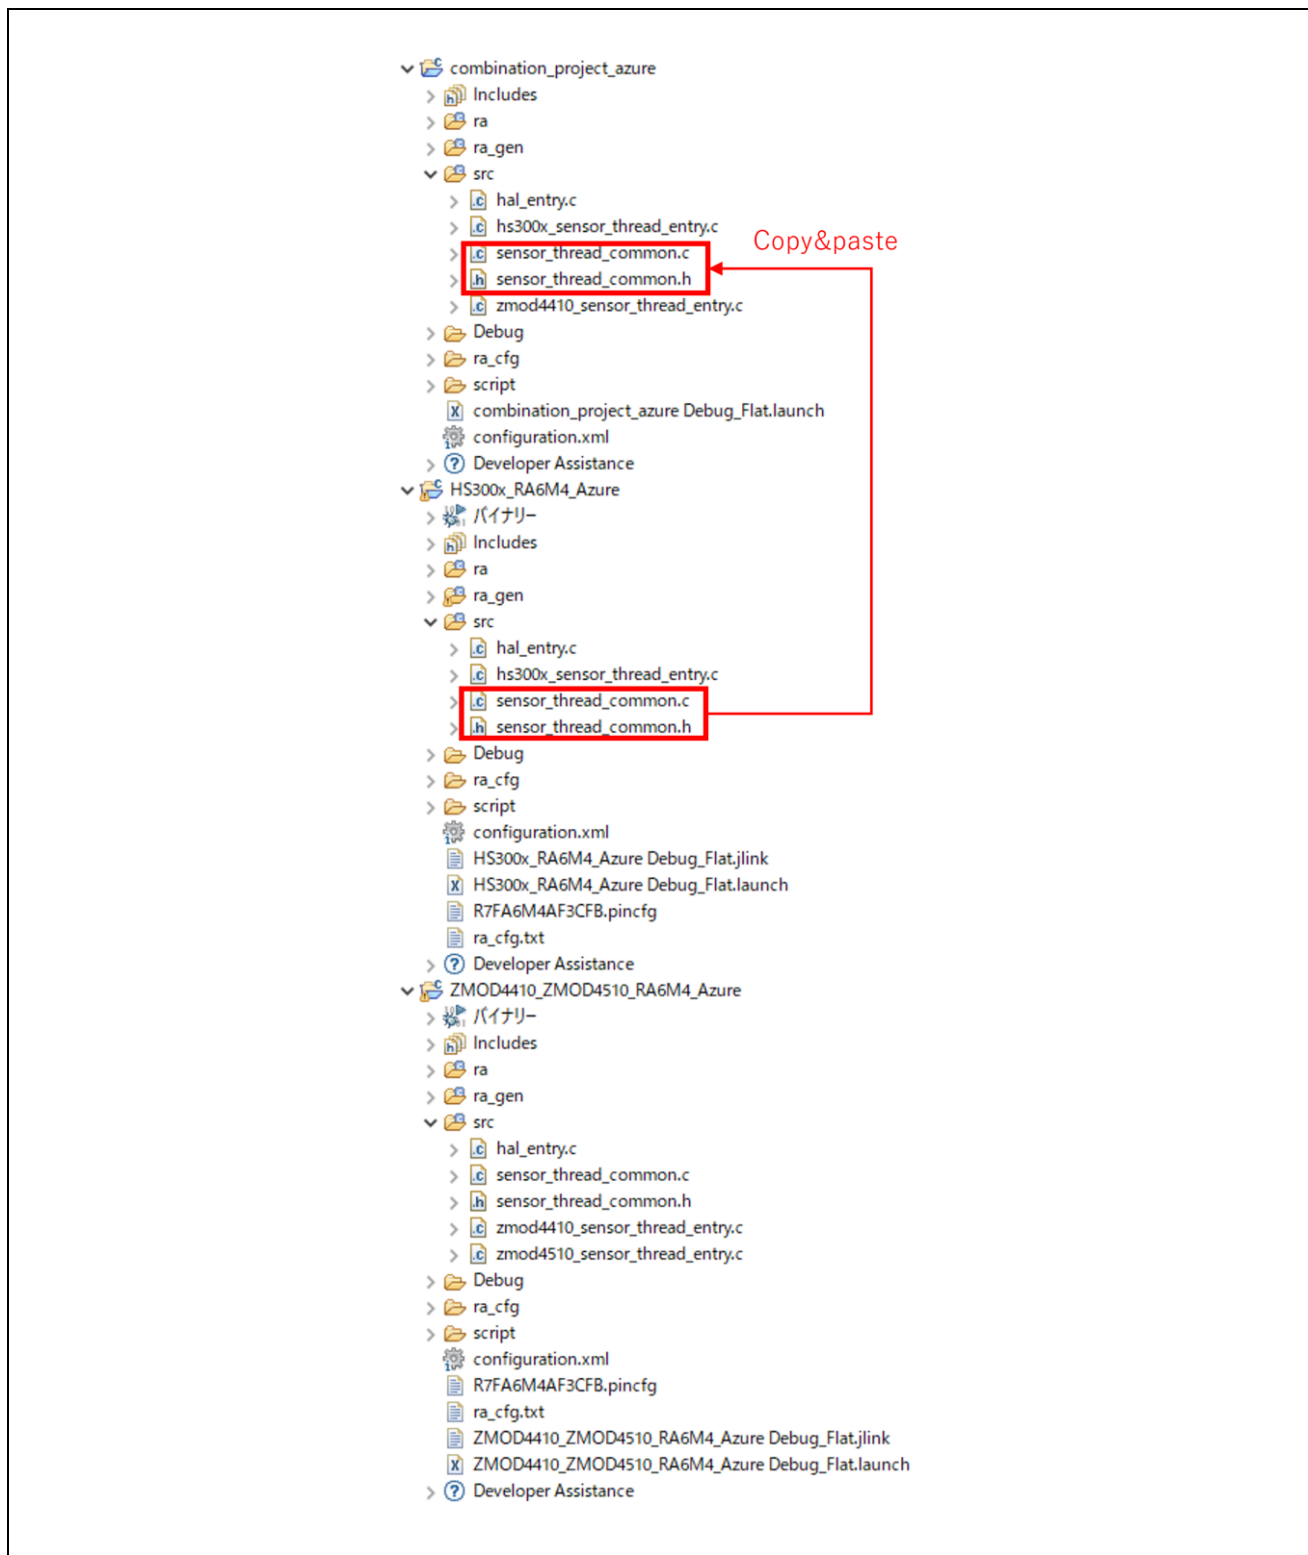 combination_project_azure
Includes
ra
ra_gen
src
hal_entry.c
hs300x_sensor_thread_entry.c
Copy&paste
sensor_thread_common.c
sensor_thread_common.h
zmod4410_sensor_thread_entry.c
Debug
ra_cfg
script
combination_project_azure Debug_Flat.launch
configuration.xml
Developer Assistance
HS300x_RA6M4_Azure
バイナリー
Includes
ra
ra_gen
src
hal_entry.c
hs300x_sensor_thread_entry.c
sensor_thread_common.c
sensor_thread_common.h
Debug
ra_cfg
script
configuration.xml
HS300x_RA6M4_Azure Debug_Flat.jlink
HS300x_RA6M4_Azure Debug_Flat.launch
R7FA6M4AF3CFB.pincfg
ra_cfg.txt
Developer Assistance
ZMOD4410_ZMOD4510_RA6M4_Azure
バイナリー
Includes
ra
ra_gen
src
hal_entry.c
sensor_thread_common.c
sensor_thread_common.h
zmod4410_sensor_thread_entry.c
zmod4510_sensor_thread_entry.c
Debug
ra_cfg
script
configuration.xml
R7FA6M4AF3CFB.pincfg
ra_cfg.txt
ZMOD4410_ZMOD4510_RA6M4_Azure Debug_Flat.jlink
ZMOD4410_ZMOD4510_RA6M4_Azure Debug_Flat.launch
Developer Assistance